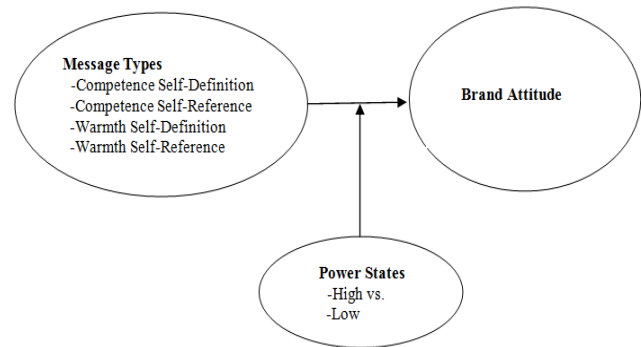 Message Types
-Competence Self-Definition
-Competence Self-Reference
-Warmth Self-Definition
-Warmth Self-Reference
Brand Attitude
Power States
-High vs.
-Low